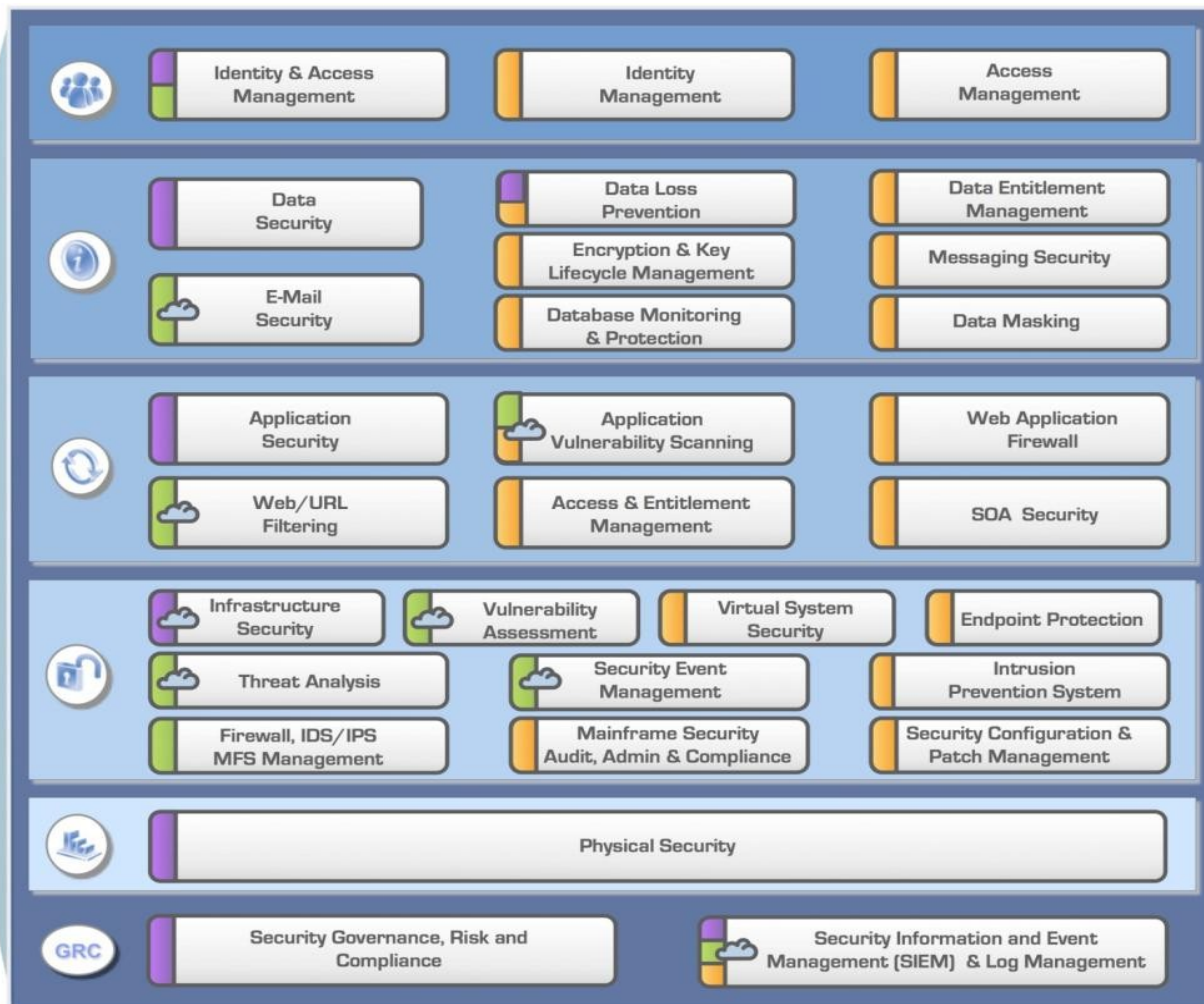 Identity & Access
Management
Identity
Management
Access
Management
Data
Security
Data Loss
Prevention
Data Entitlement
Management
Encryption & Key
Lifecycle Management
Messaging Security
E-Mail
Security
Database Monitoring
& Protection
Data Masking
Application
Security
Application
Vulnerability Scanning
Web Application
Firewall
Web/URL
Filtering
Access & Entitlement
Management
SOA Security
Infrastructure
Security
Vulnerability
Assessment
Virtual System
Security
Endpoint Protection
Threat Analysis
Security Event
Management
Intrusion
Prevention System
Firewall, IDS/IPS
MFS Management
Mainframe Security
Audit, Admin & Compliance
Security Configuration &
Patch Management
Physical Security
GRC
Security Governance, Risk and
Compliance
Security Information and Event
Management (SIEM) & Log Management